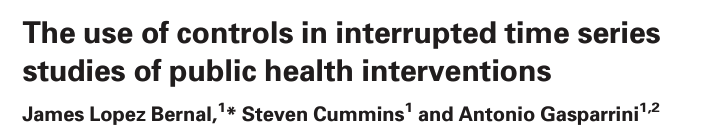 The use of controls in interrupted time series
studies of public health interventions
James Lopez Bernal,¹* Steven Cummins¹ and Antonio Gasparrini¹,²